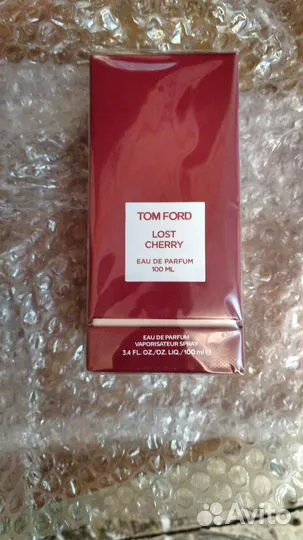 TOM FORD
LOST
CHERRY
EAU DE PARFUM
100 ML
EAU DE PARFUM
VAPORISATEUR SPRAY
3.4 FL. OZ./OZ. LIQ./100 ml ℮
Avito